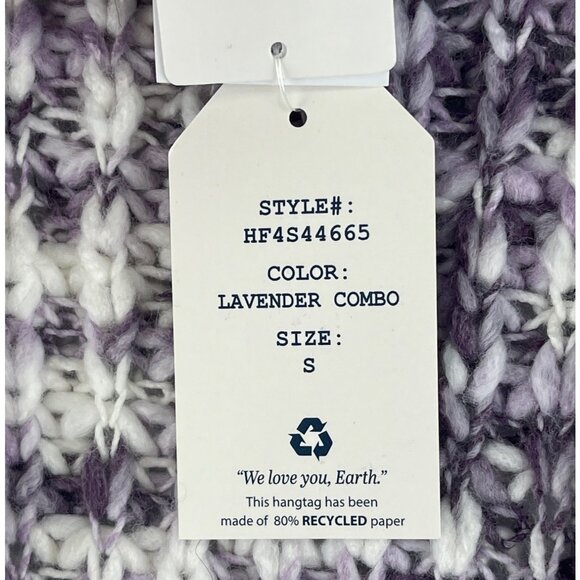 STYLE#:
HF4S44665
COLOR:
LAVENDER COMBO
SIZE:
S
“We love you, Earth.”
This hangtag has been
made of 80% RECYCLED paper